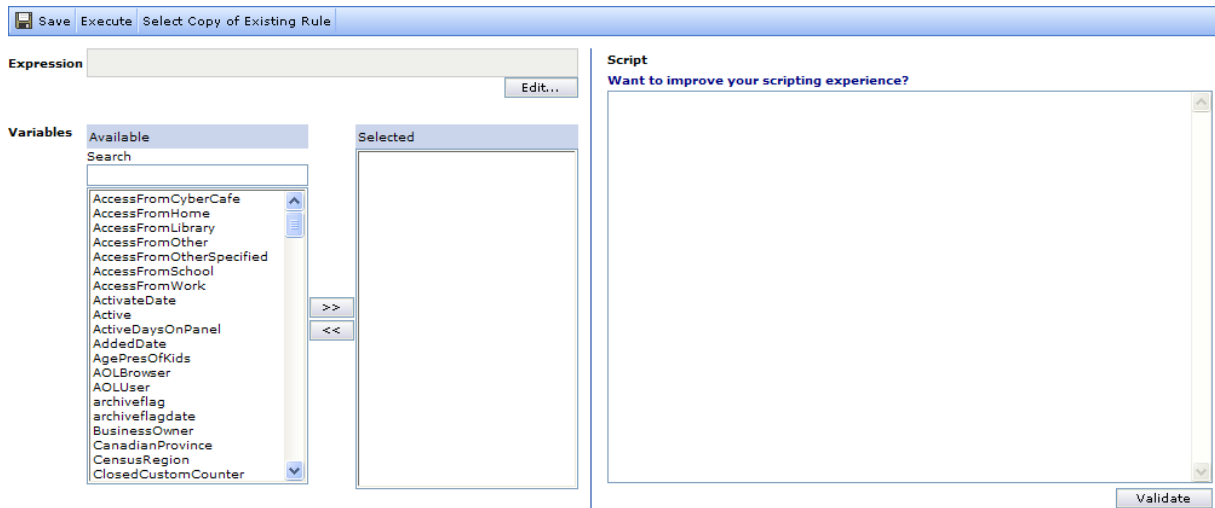 Save Execute Select Copy of Existing Rule
Expression
Edit...
Variables
Available
Search
AccessFromCyberCafe
AccessFromHome
AccessFromLibrary
AccessFromOther
AccessFromOtherSpecified
AccessFromSchool
AccessFromWork
ActivateDate
Active
ActiveDaysOnPanel
AddedDate
AgePresOfKids
AOLBrowser
AOLUser
archiveflag
archiveflagdate
BusinessOwner
CanadianProvince
CensusRegion
ClosedCustomCounter
>>
<<
Selected
Script
Want to improve your scripting experience?
Validate